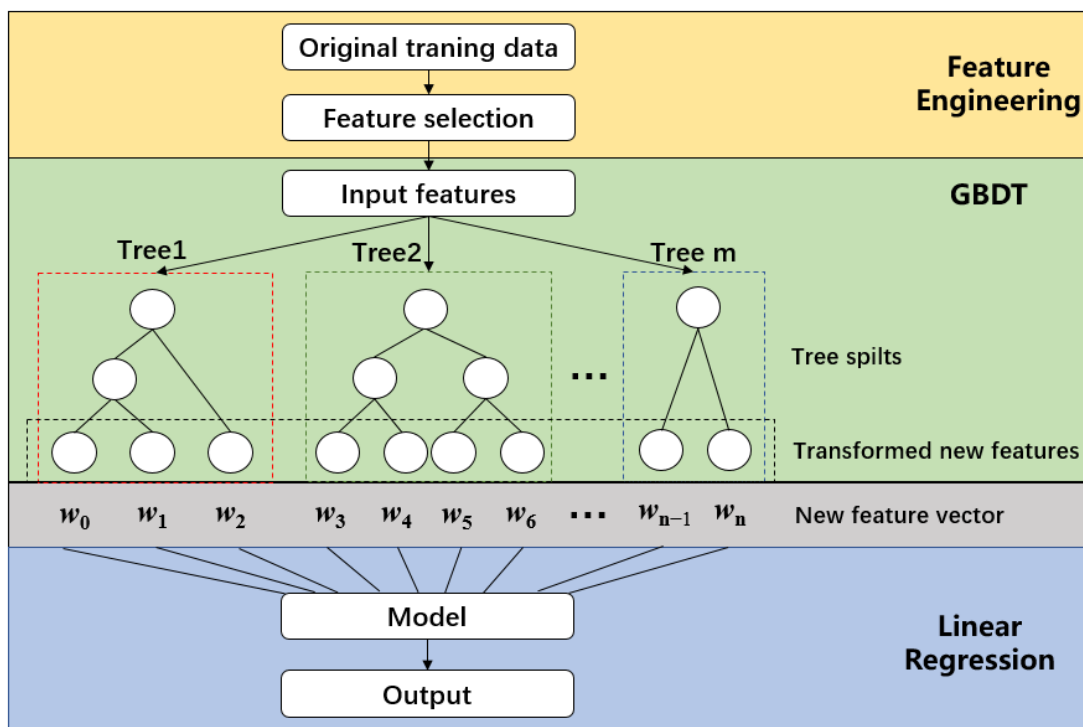 Original traning data
Feature selection
Feature
Engineering
Input features
GBDT
Tree1
Tree2
Tree m
...
Tree spilts
Transformed new features
w₀ w₁ w₂ w₃ w₄ w₅ w₆ ... wₙ₋₁ wₙ
New feature vector
Model
Output
Linear
Regression